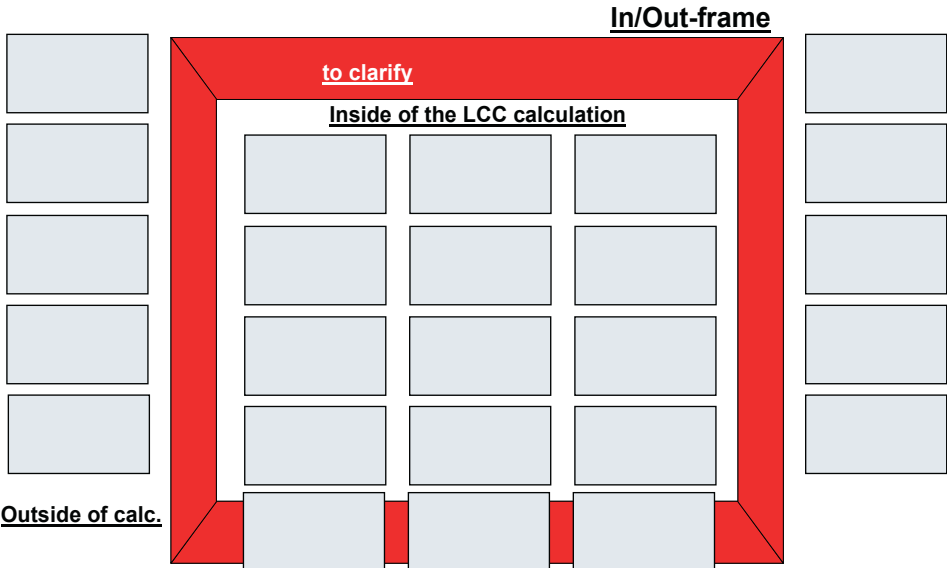 In/Out-frame
to clarify
Inside of the LCC calculation
Outside of calc.